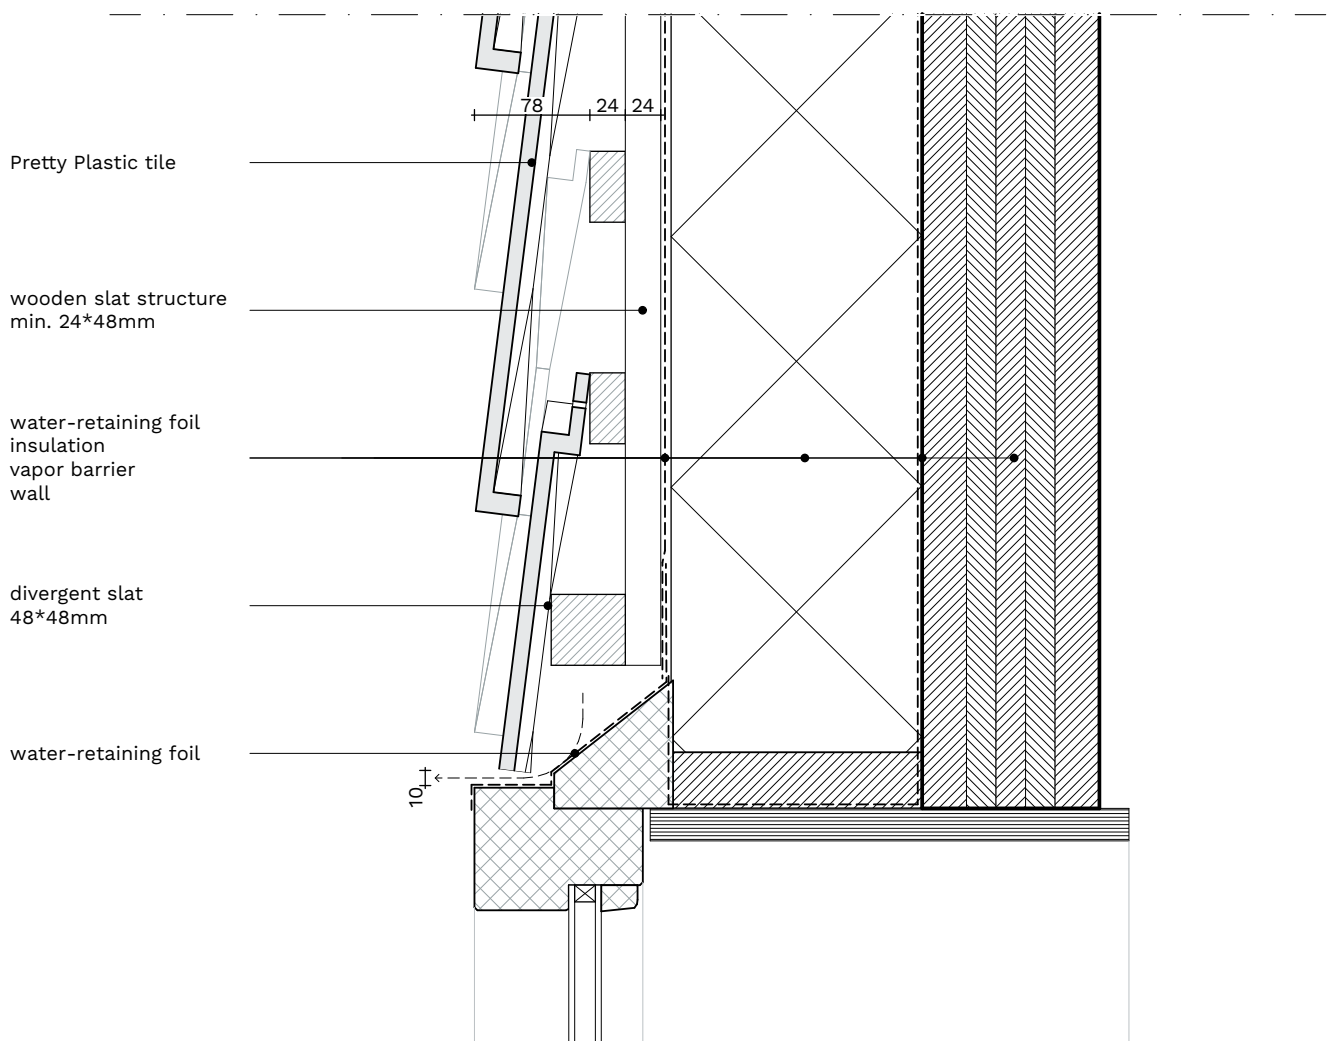 78 24 24
Pretty Plastic tile
wooden slat structure
min. 24*48mm
water-retaining foil
insulation
vapor barrier
wall
divergent slat
48*48mm
water-retaining foil
10